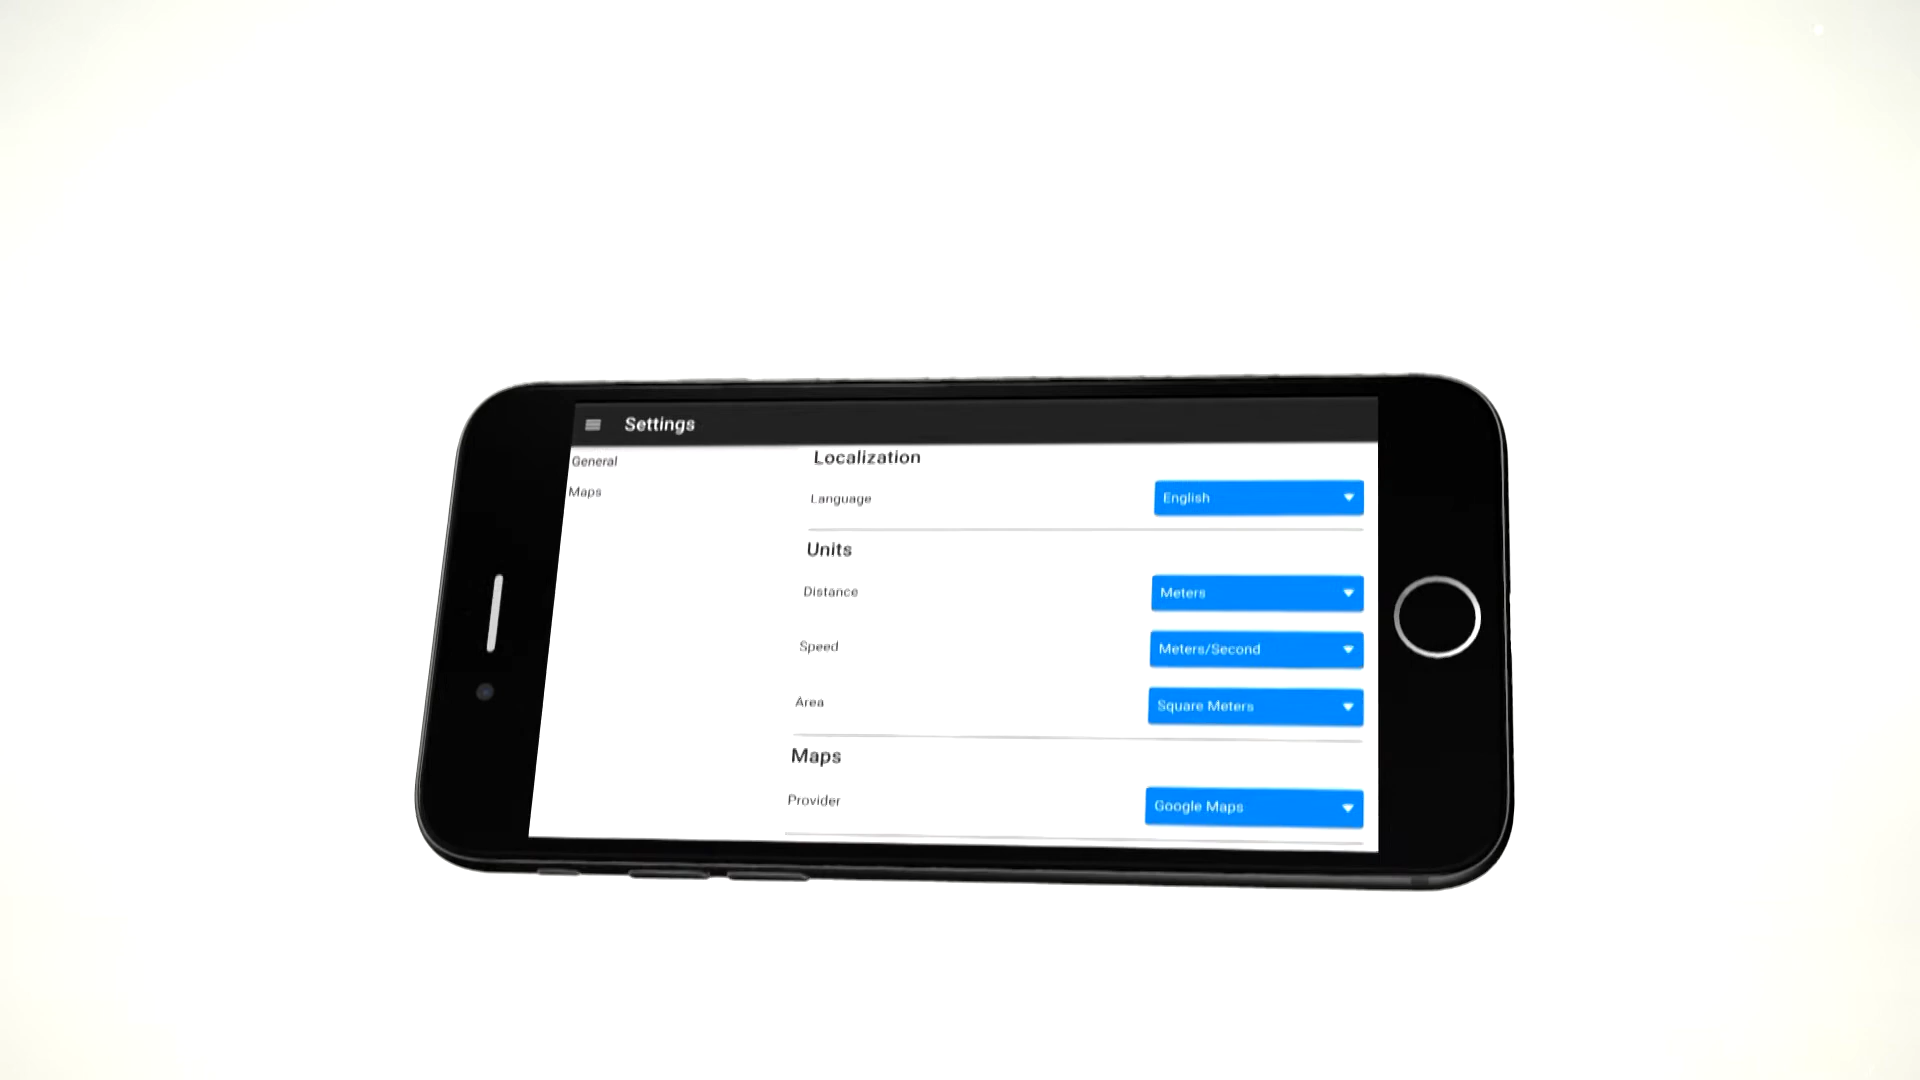 Settings
General
Maps
Localization
Language
English
Units
Distance
Meters
Speed
Meters/Second
Area
Square Meters
Maps
Provider
Google Maps